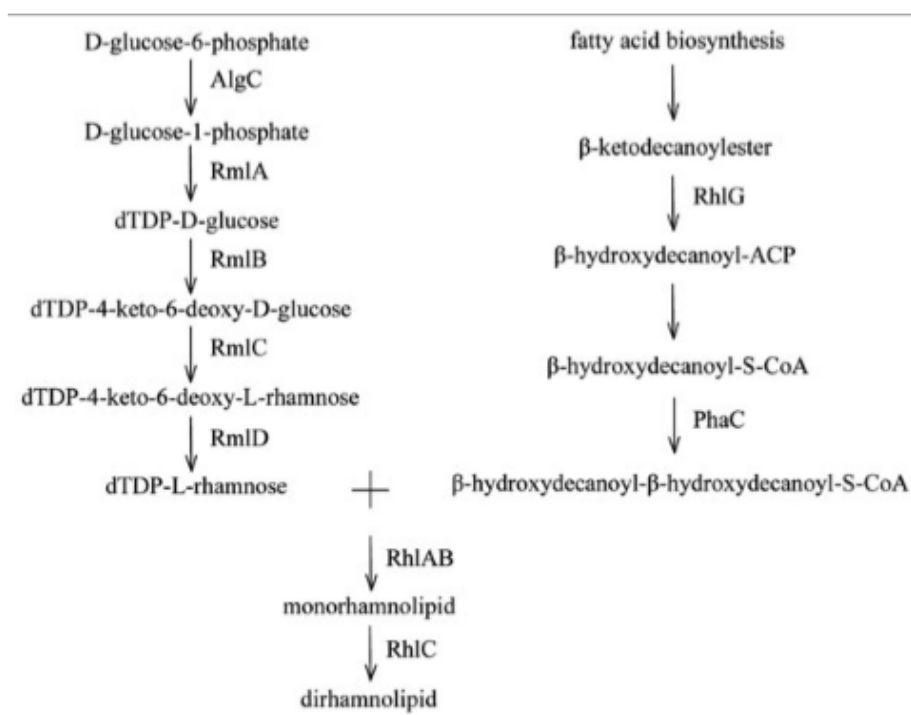 D-glucose-6-phosphate
AlgC
D-glucose-1-phosphate
RmlA
dTDP-D-glucose
RmlB
dTDP-4-keto-6-deoxy-D-glucose
RmlC
dTDP-4-keto-6-deoxy-L-rhamnose
RmlD
dTDP-L-rhamnose
+
fatty acid biosynthesis
β-ketodecanoylester
RhlG
β-hydroxydecanoyl-ACP
β-hydroxydecanoyl-S-CoA
PhaC
β-hydroxydecanoyl-β-hydroxydecanoyl-S-CoA
RhlAB
monorhamnolipid
RhlC
dirhamnolipid